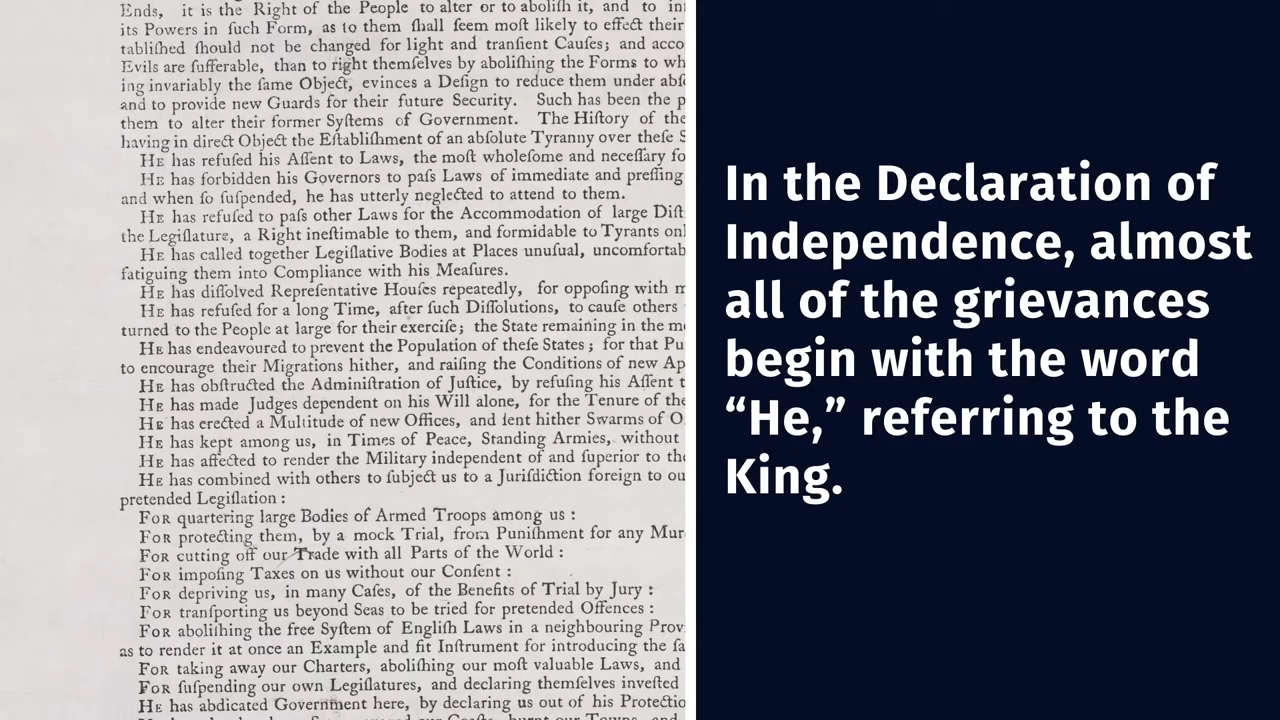 Ends, it is the Right of the People to alter or to aboliſh it, and to in
its Powers in ſuch Form, as to them ſhall ſeem moſt likely to effect their
tabliſhed ſhould not be changed for light and tranſient Cauſes; and acco
Evils are ſufferable, than to right themſelves by aboliſhing the Forms to wh
ing invariably the ſame Object, evinces a Deſign to reduce them under abſ
and to provide new Guards for their future Security. Such has been the p
them to alter their former Syſtems of Government. The Hiſtory of the
having in direct Object the Eſtabliſhment of an abſolute Tyranny over theſe S
HE has refuſed his Aſſent to Laws, the moſt wholeſome and neceſſary fo
HE has forbidden his Governors to paſs Laws of immediate and preſſing
and when ſo ſuſpended, he has utterly neglected to attend to them.
HE has refuſed to paſs other Laws for the Accommodation of large Diſt
the Legiſlature, a Right ineſtimable to them, and formidable to Tyrants onl
HE has called together Legiſlative Bodies at Places unuſual, uncomfortab
fatiguing them into Compliance with his Meaſures.
HE has diſſolved Repreſentative Houſes repeatedly, for oppoſing with m
HE has refuſed for a long Time, after ſuch Diſſolutions, to cauſe others
turned to the People at large for their exerciſe; the State remaining in the me
HE has endeavoured to prevent the Population of theſe States; for that Pu
to encourage their Migrations hither, and raiſing the Conditions of new Ap
HE has obſtructed the Adminiſtration of Juſtice, by refuſing his Aſſent t
HE has made Judges dependent on his Will alone, for the Tenure of the
HE has erected a Multitude of new Offices, and ſent hither Swarms of O
HE has kept among us, in Times of Peace, Standing Armies, without
HE has affected to render the Military independent of and ſuperior to the
HE has combined with others to ſubject us to a Juriſdiction foreign to ou
pretended Legiſlation :
FOR quartering large Bodies of Armed Troops among us :
FOR protecting them, by a mock Trial, from Puniſhment for any Mur
FOR cutting off our Trade with all Parts of the World :
FOR impoſing Taxes on us without our Conſent :
FOR depriving us, in many Caſes, of the Benefits of Trial by Jury :
FOR tranſporting us beyond Seas to be tried for pretended Offences :
FOR aboliſhing the free Syſtem of Engliſh Laws in a neighbouring Prov
as to render it at once an Example and fit Inſtrument for introducing the ſa
FOR taking away our Charters, aboliſhing our moſt valuable Laws, and
FOR ſuſpending our own Legiſlatures, and declaring themſelves inveſted
HE has abdicated Government here, by declaring us out of his Protectio
In the Declaration of
Independence, almost
all of the grievances
begin with the word
“He,” referring to the
King.